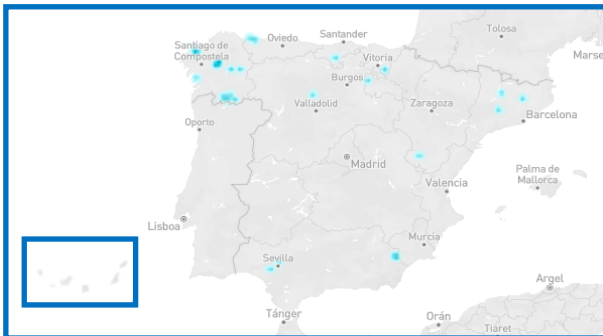 Tolosa
Santander
Oviedo
Santiago de
Compostela
Vitoria
Marse
Burgos
Valladolid
Zaragoza
Barcelona
Oporto
Madrid
Palma de
Mallorca
Valencia
Lisboa
Murcia
Sevilla
Argel
Tánger
Orán
Tiaret